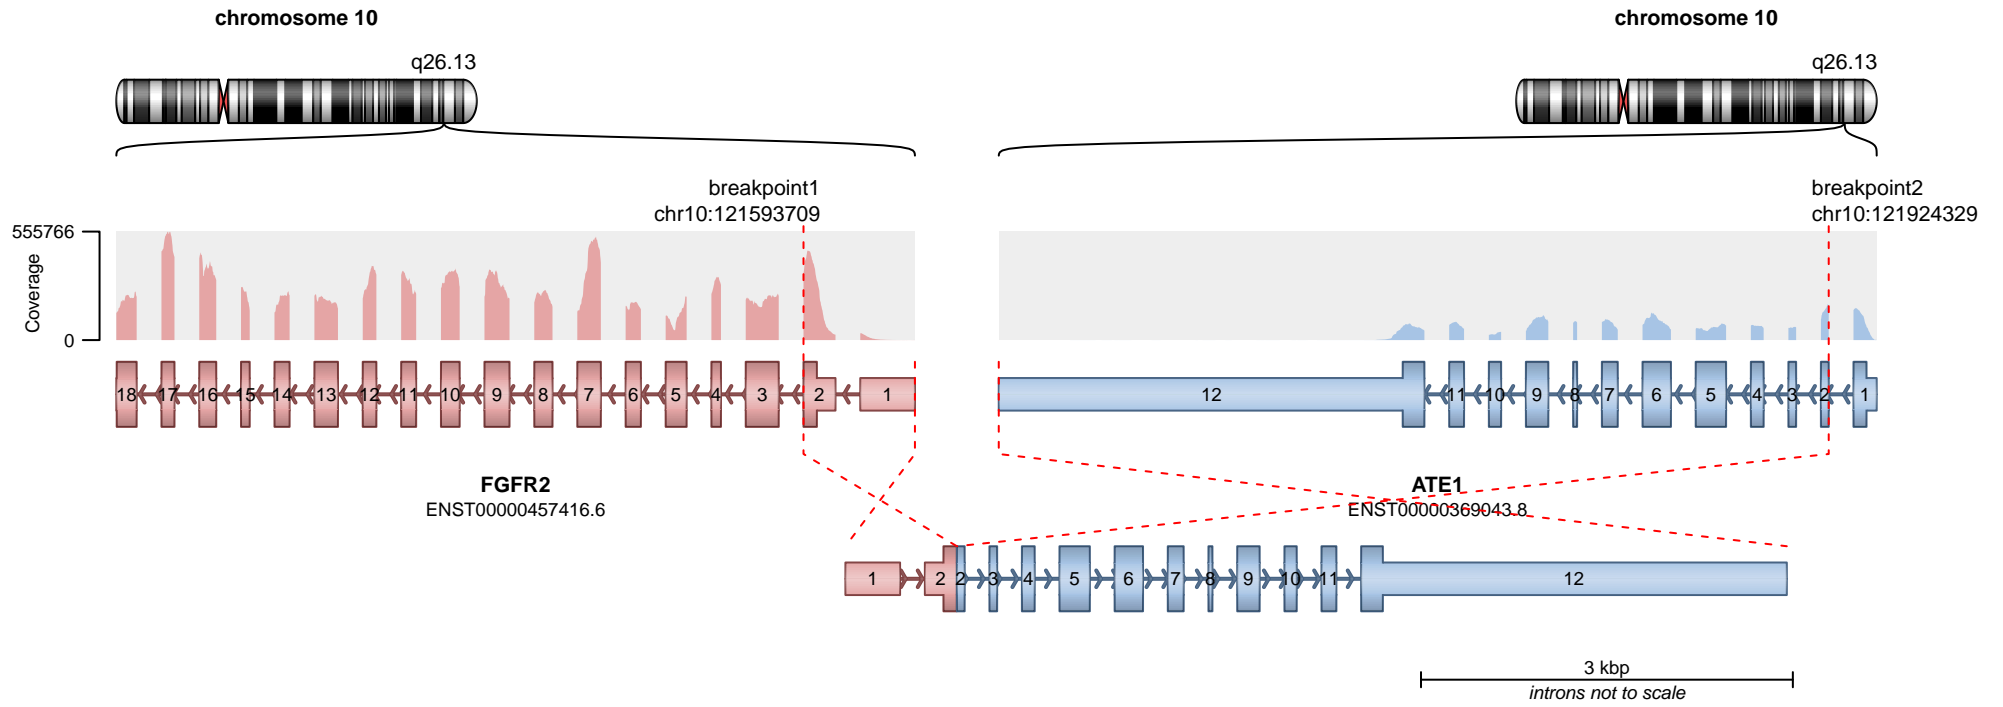 chromosome 10 chromosome 10
q26.13 q26.13
breakpoint1 breakpoint2
chr10:121593709 chr10:121924329
555766
Coverage
0
18 17 16 15 14 13 12 11 10 9 8 7 6 5 4 3 2 1 12 11 10 9 8 7 6 5 4 3 2 1
FGFR2 ATE1
ENST00000457416.6 ENST00000369043.8
1 2 2 3 4 5 6 7 8 9 10 11 12
3 kbp
introns not to scale